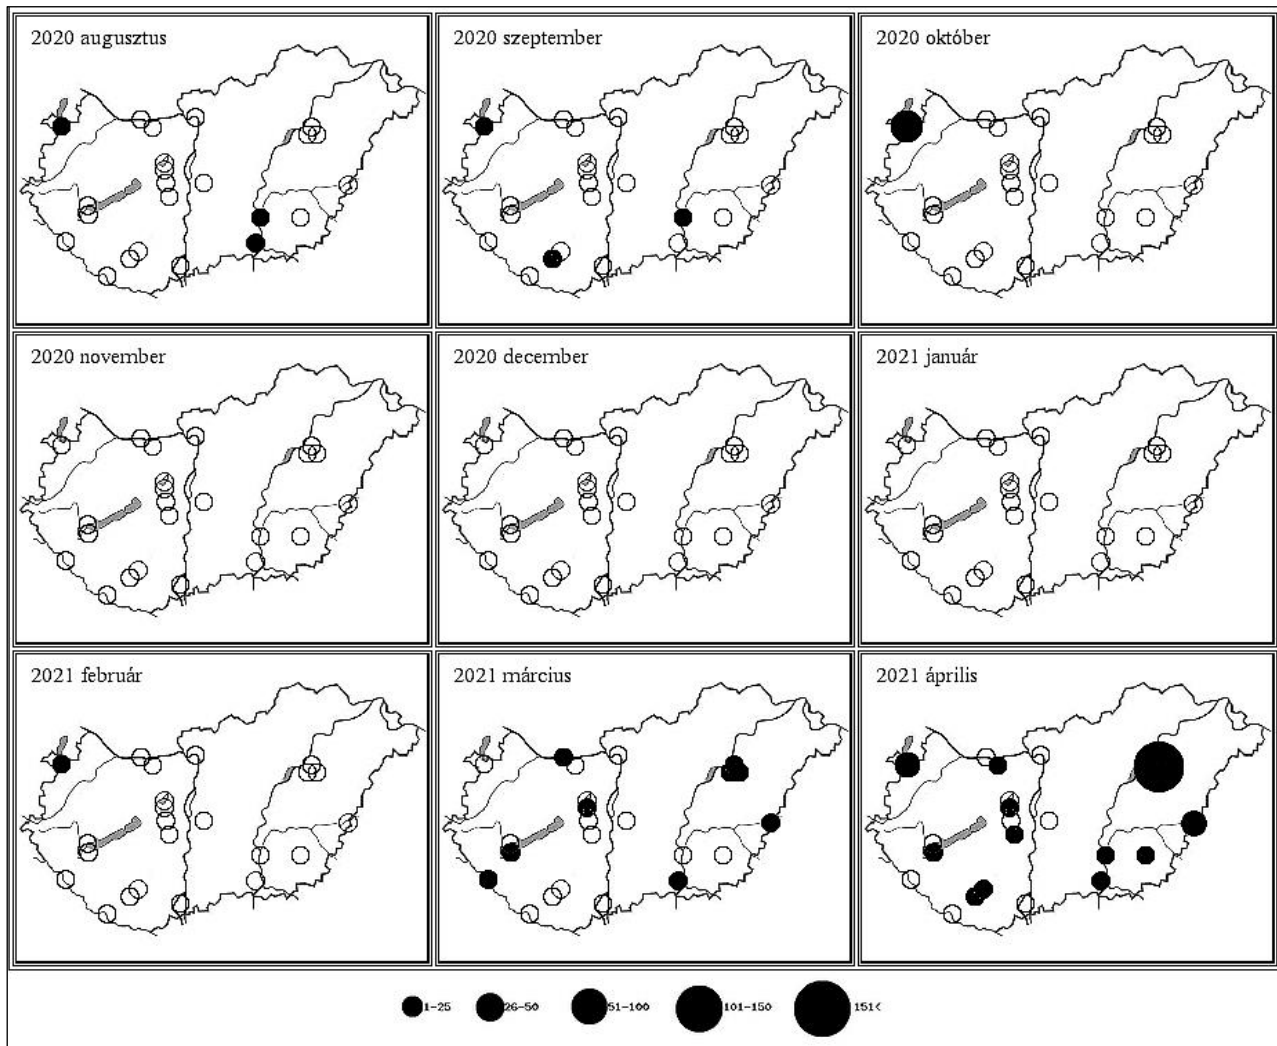 2020 augusztus
2020 szeptember
2020 október
2020 november
2020 december
2021 január
2021 február
2021 március
2021 április
1-25 26-50 51-100 101-150 151<